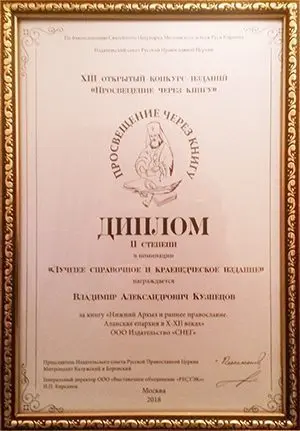 По благословению Святейшего Патриарха Московского и всея Руси Кирилла
Издательский совет Русской Православной Церкви
XIII ОТКРЫТЫЙ КОНКУРС ИЗДАНИЙ
«ПРОСВЕЩЕНИЕ ЧЕРЕЗ КНИГУ»
ПРОСВЕЩЕНИЕ ЧЕРЕЗ КНИГУ
ДИПЛОМ
II СТЕПЕНИ
в номинации
«ЛУЧШЕЕ СПРАВОЧНОЕ И КРАЕВЕДЧЕСКОЕ ИЗДАНИЕ»
награждается
ВЛАДИМИР АЛЕКСАНДРОВИЧ КУЗНЕЦОВ
за книгу «Нижний Архыз и раннее православие.
Аланская епархия в X-XII веках»
ООО Издательство «СНЕГ»
Председатель Издательского совета Русской Православной Церкви
Митрополит Калужский и Боровский
Генеральный директор ООО «Выставочное объединение «РЕСТЭК»
Москва
2018